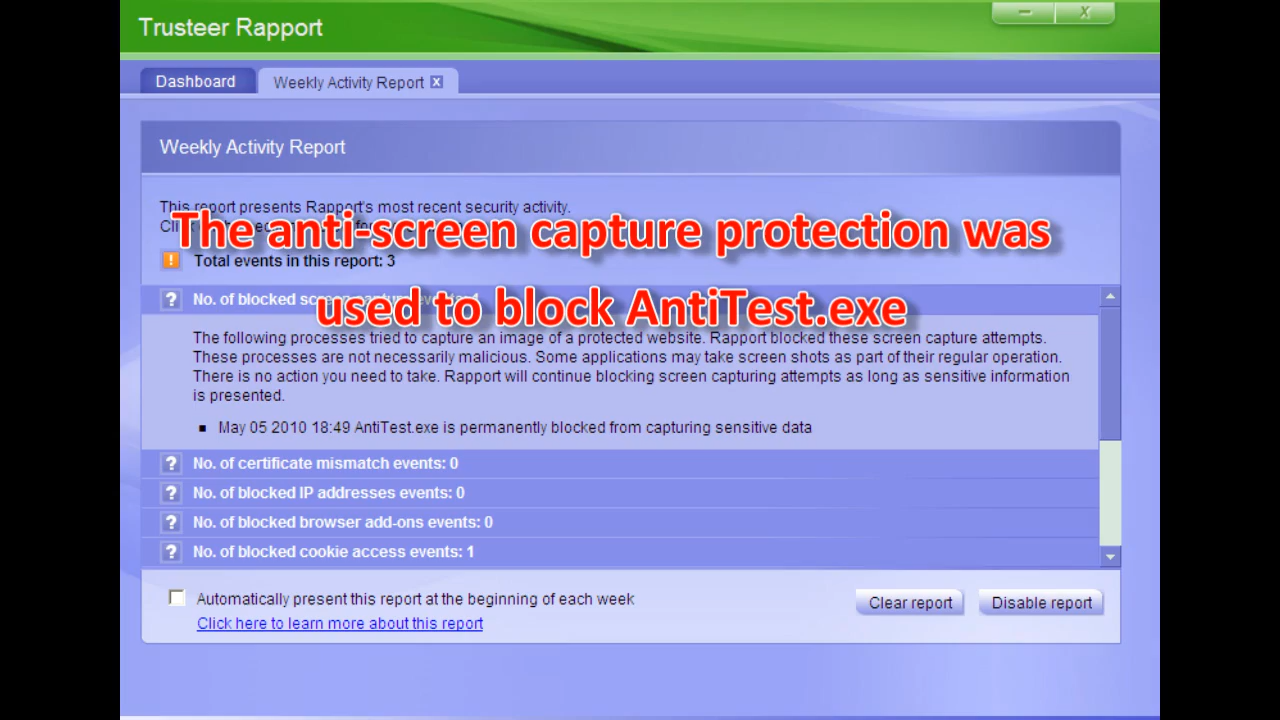 Trusteer Rapport
Dashboard
Weekly Activity Report
Weekly Activity Report
This report presents Rapport's most recent security activity.
The anti-screen capture protection was
Total events in this report: 3
No. of blocked screen capture events: 1
used to block AntiTest.exe
The following processes tried to capture an image of a protected website. Rapport blocked these screen capture attempts.
These processes are not necessarily malicious. Some applications may take screen shots as part of their regular operation.
There is no action you need to take. Rapport will continue blocking screen capturing attempts as long as sensitive information
is presented.
May 05 2010 18:49 AntiTest.exe is permanently blocked from capturing sensitive data
No. of certificate mismatch events: 0
No. of blocked IP addresses events: 0
No. of blocked browser add-ons events: 0
No. of blocked cookie access events: 1
Automatically present this report at the beginning of each week
Clear report
Disable report
Click here to learn more about this report